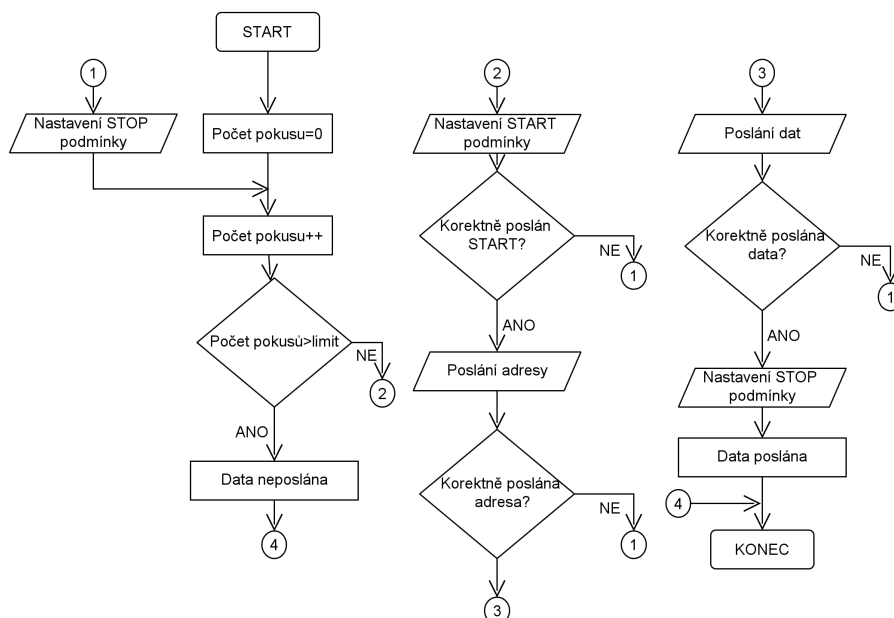 START
1
Nastavení STOP
podmínky
Počet pokusu=0
Počet pokusu++
Počet pokusů>limit
NE
2
ANO
Data neposlána
4
2
Nastavení START
podmínky
Korektně poslán
START?
NE
1
ANO
Poslání adresy
Korektně poslána
adresa?
NE
1
3
3
Poslání dat
Korektně poslána
data?
NE
1
ANO
Nastavení STOP
podmínky
Data poslána
4
KONEC